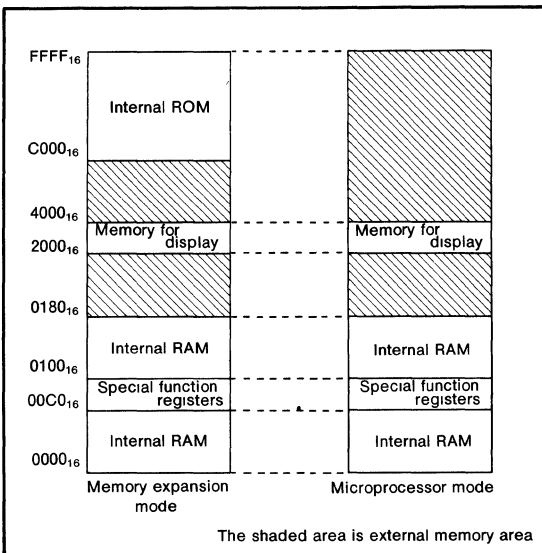 FFFF₁₆
Internal ROM
C000₁₆
4000₁₆
Memory for
display
Memory for
display
2000₁₆
0180₁₆
Internal RAM
Internal RAM
0100₁₆
Special function
registers
Special function
registers
00C0₁₆
Internal RAM
Internal RAM
0000₁₆
Memory expansion
mode
Microprocessor mode
The shaded area is external memory area